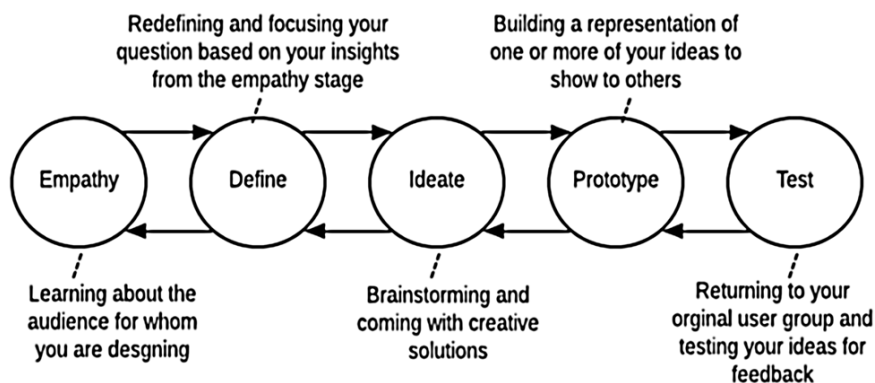 Redefining and focusing your
question based on your insights
from the empathy stage
Building a representation of
one or more of your ideas to
show to others
Empathy
Define
Ideate
Prototype
Test
Learning about the
audience for whom
you are desgning
Brainstorming and
coming with creative
solutions
Returning to your
orginal user group and
testing your ideas for
feedback